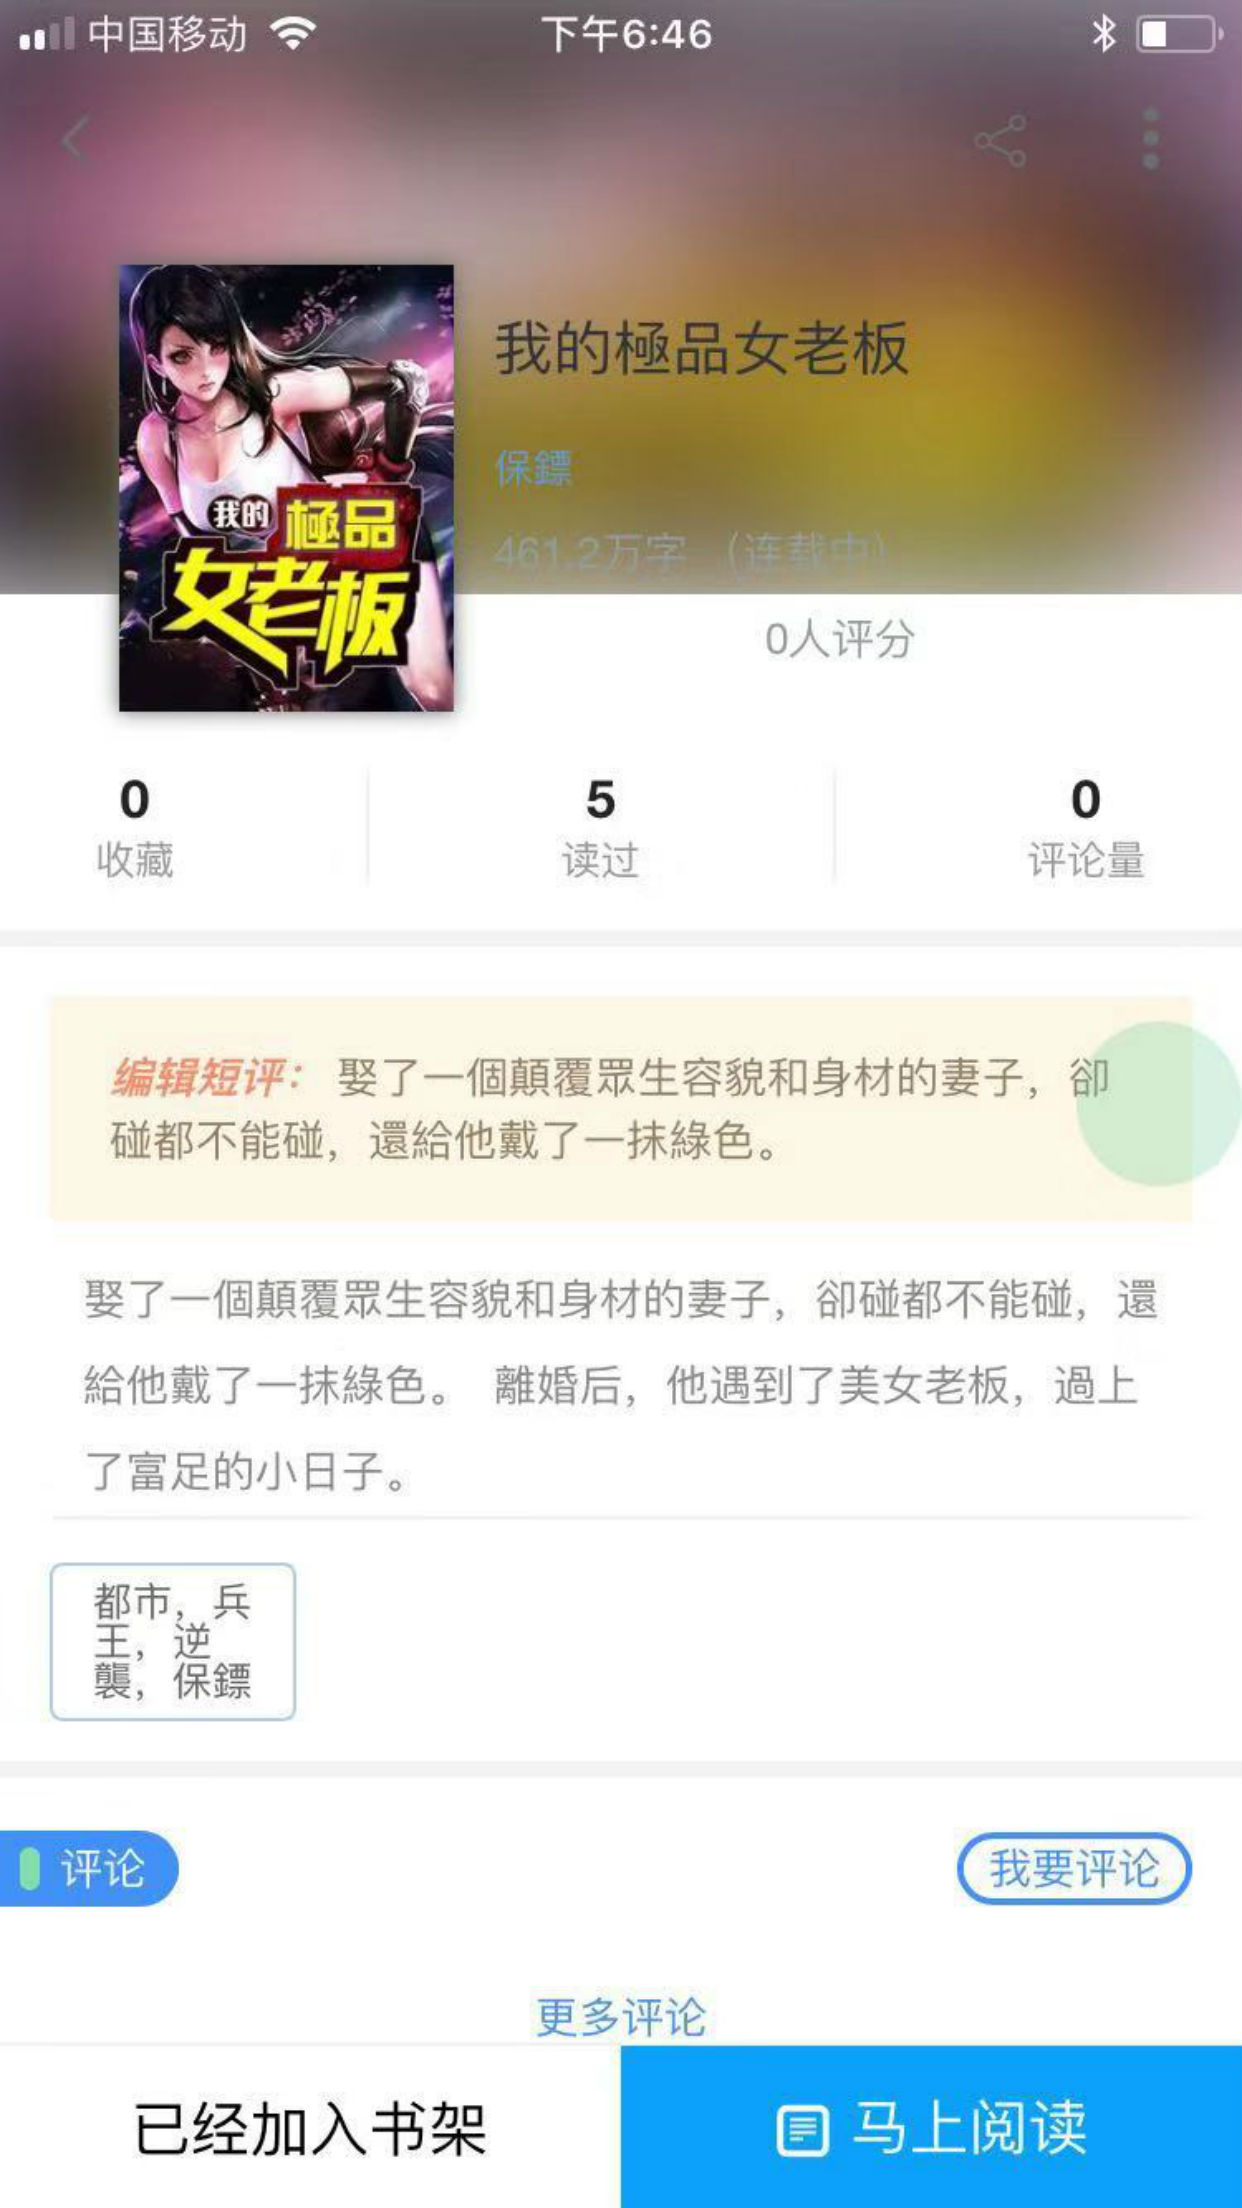 中国移动
下午6:46
我的極品女老板
保鏢
461.2万字 (连载中)
我的
極品
女老板
0人评分
0
收藏
5
读过
0
评论量
编辑短评： 娶了一個顛覆眾生容貌和身材的妻子，卻
碰都不能碰，還給他戴了一抹綠色。
娶了一個顛覆眾生容貌和身材的妻子，卻碰都不能碰，還
給他戴了一抹綠色。 離婚后，他遇到了美女老板，過上
了富足的小日子。
都市，兵
王，逆
襲，保鏢
评论
我要评论
更多评论
已经加入书架
马上阅读